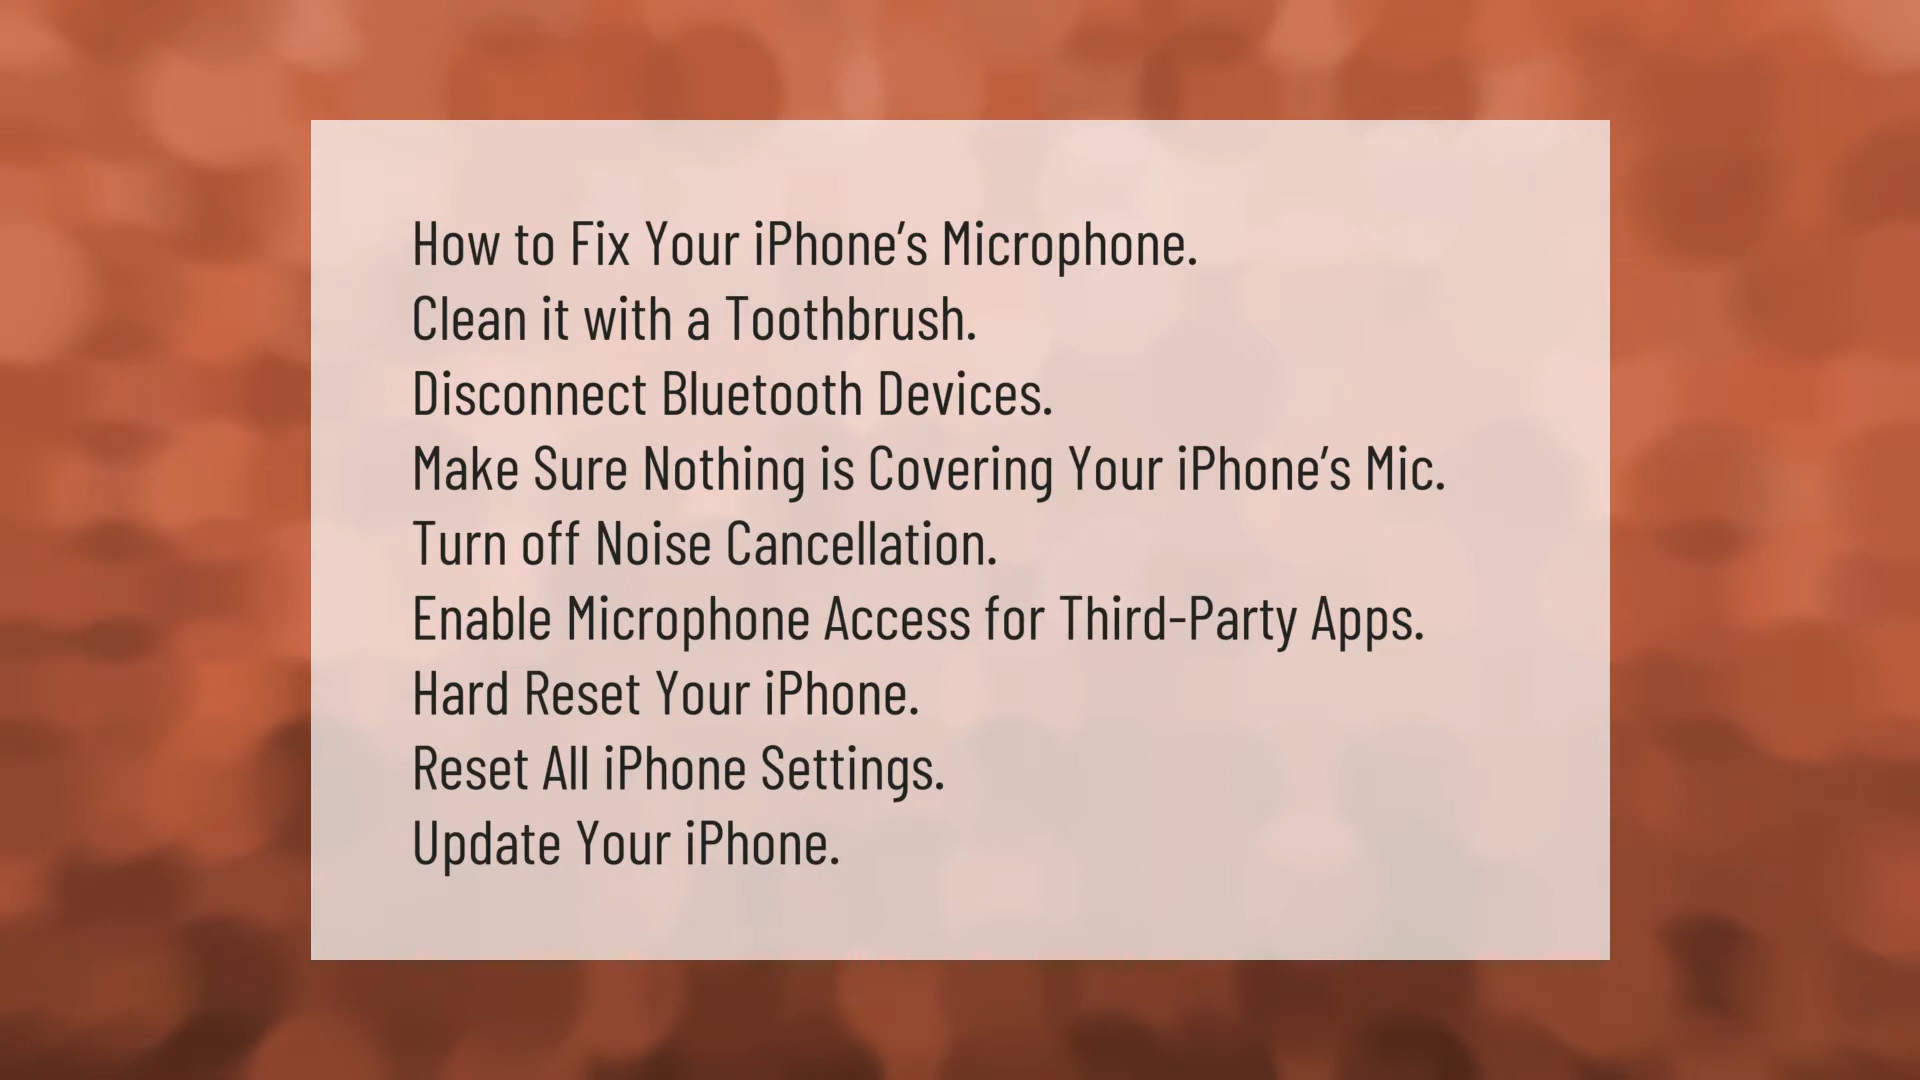 How to Fix Your iPhone’s Microphone.
Clean it with a Toothbrush.
Disconnect Bluetooth Devices.
Make Sure Nothing is Covering Your iPhone’s Mic.
Turn off Noise Cancellation.
Enable Microphone Access for Third-Party Apps.
Hard Reset Your iPhone.
Reset All iPhone Settings.
Update Your iPhone.